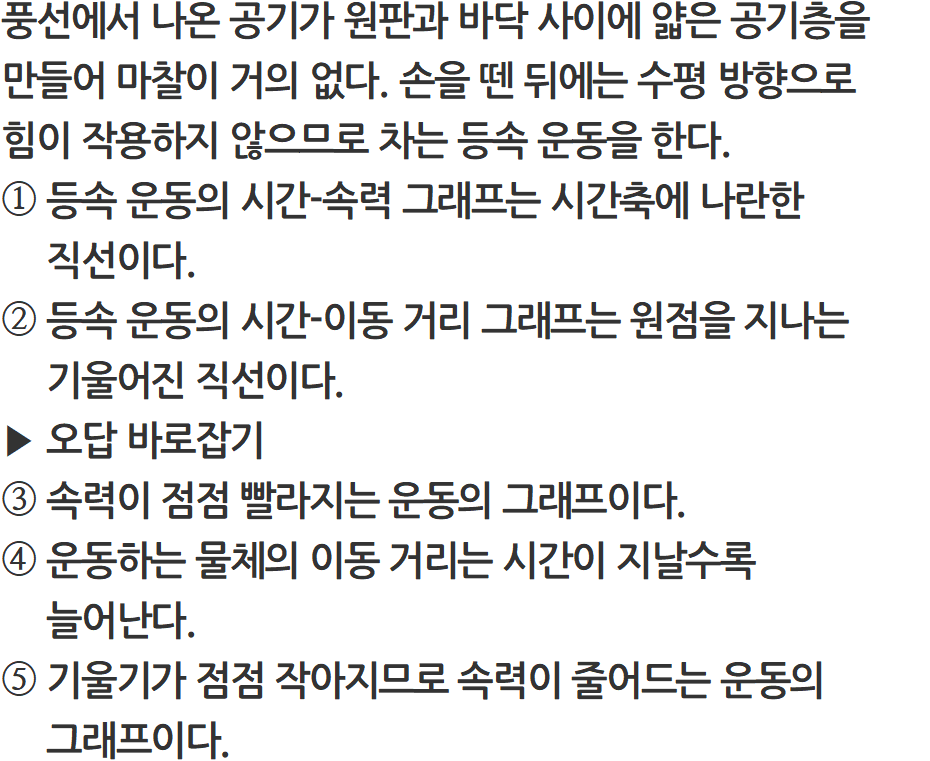 풍선에서 나온 공기가 원판과 바닥 사이에 얇은 공기층을
만들어 마찰이 거의 없다. 손을 뗀 뒤에는 수평 방향으로
힘이 작용하지 않으므로 차는 등속 운동을 한다.
① 등속 운동의 시간-속력 그래프는 시간축에 나란한
직선이다.
② 등속 운동의 시간-이동 거리 그래프는 원점을 지나는
기울어진 직선이다.
▶ 오답 바로잡기
③ 속력이 점점 빨라지는 운동의 그래프이다.
④ 운동하는 물체의 이동 거리는 시간이 지날수록
늘어난다.
⑤ 기울기가 점점 작아지므로 속력이 줄어드는 운동의
그래프이다.